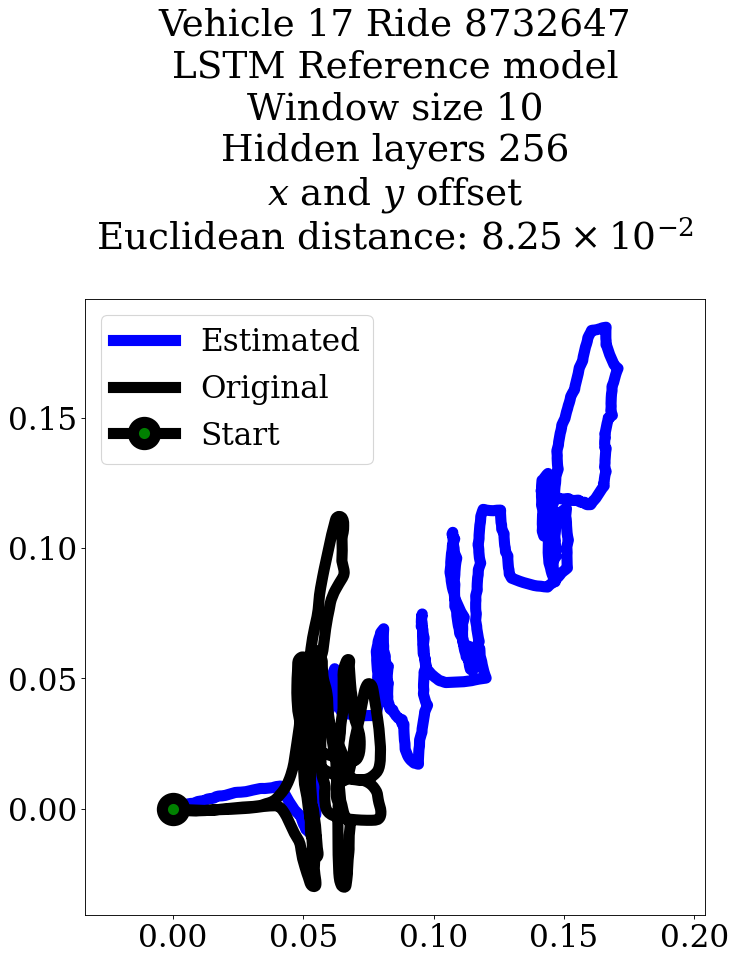 Vehicle 17 Ride 8732647
LSTM Reference model
Window size 10
Hidden layers 256
x and y offset
Euclidean distance: 8.25 × 10⁻²
Estimated
Original
Start
0.15
0.10
0.05
0.00
0.00 0.05 0.10 0.15 0.20